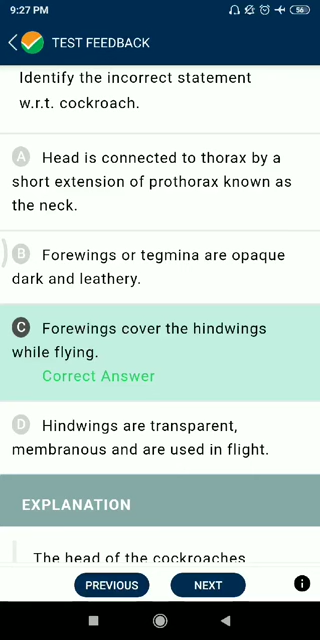 9:27 PM
56
TEST FEEDBACK
Identify the incorrect statement
w.r.t. cockroach.
A Head is connected to thorax by a
short extension of prothorax known as
the neck.
B Forewings or tegmina are opaque
dark and leathery.
C Forewings cover the hindwings
while flying.
Correct Answer
D Hindwings are transparent,
membranous and are used in flight.
EXPLANATION
The head of the cockroaches
PREVIOUS
NEXT